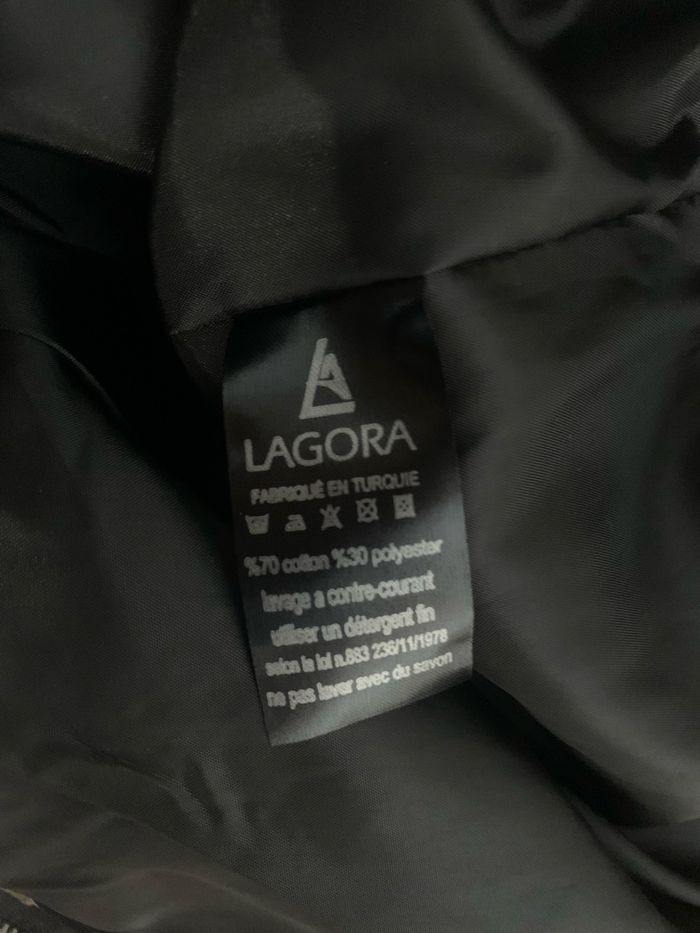 LAGORA
FABRIQUÉ EN TURQUIE
%70 cotton %30 polyester
lavage a contre-courant
utiliser un détergent fin
selon le loi n.883 236/11/1978
ne pas laver avec du savon